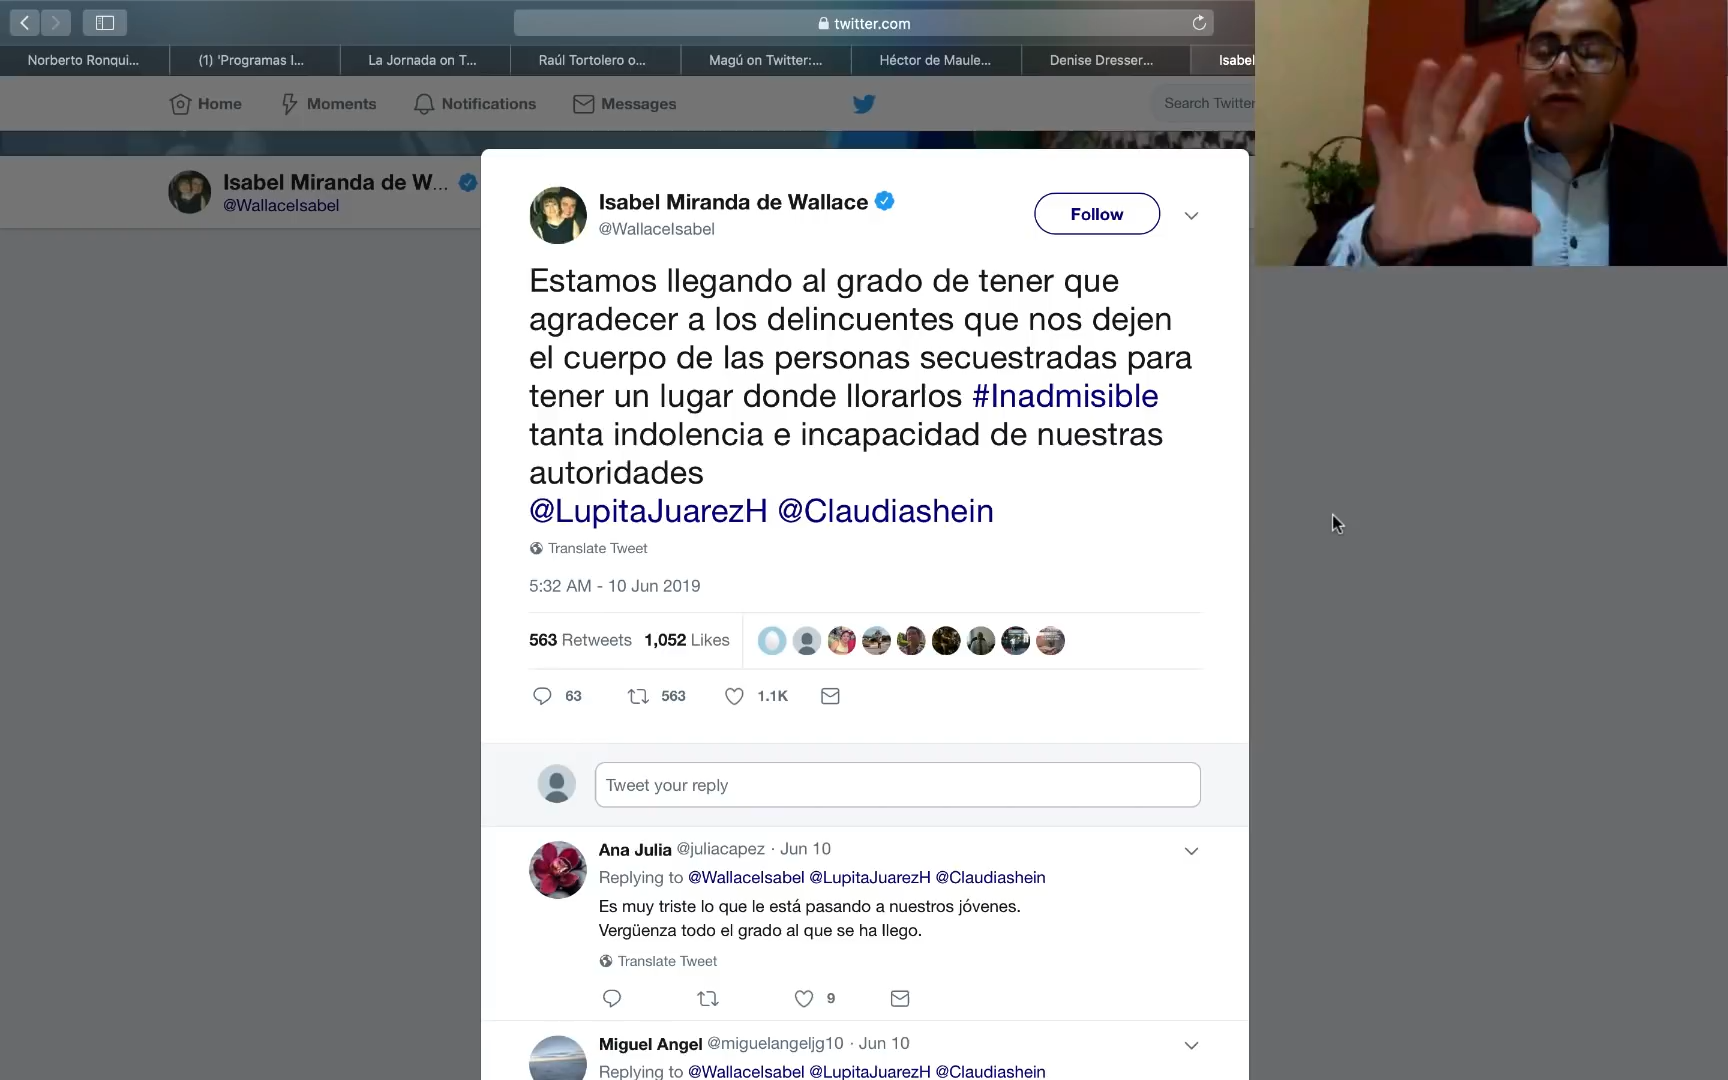 twitter.com
Norberto Ronqui...
(1) 'Programas I...
La Jornada on T...
Raúl Tortolero o...
Magú on Twitter:...
Héctor de Maule...
Denise Dresser...
Isabel
Home
Moments
Notifications
Messages
Search Twitter
Isabel Miranda de W...
@WallaceIsabel
Isabel Miranda de Wallace
@WallaceIsabel
Follow
Estamos llegando al grado de tener que
agradecer a los delincuentes que nos dejen
el cuerpo de las personas secuestradas para
tener un lugar donde llorarlos #Inadmisible
tanta indolencia e incapacidad de nuestras
autoridades
@LupitaJuarezH @Claudiashein
Translate Tweet
5:32 AM - 10 Jun 2019
563 Retweets 1,052 Likes
63 563 1.1K
Tweet your reply
Ana Julia @juliacapez · Jun 10
Replying to @WallaceIsabel @LupitaJuarezH @Claudiashein
Es muy triste lo que le está pasando a nuestros jóvenes.
Vergüenza todo el grado al que se ha llego.
Translate Tweet
9
Miguel Angel @miguelangeljg10 · Jun 10
Replying to @WallaceIsabel @LupitaJuarezH @Claudiashein